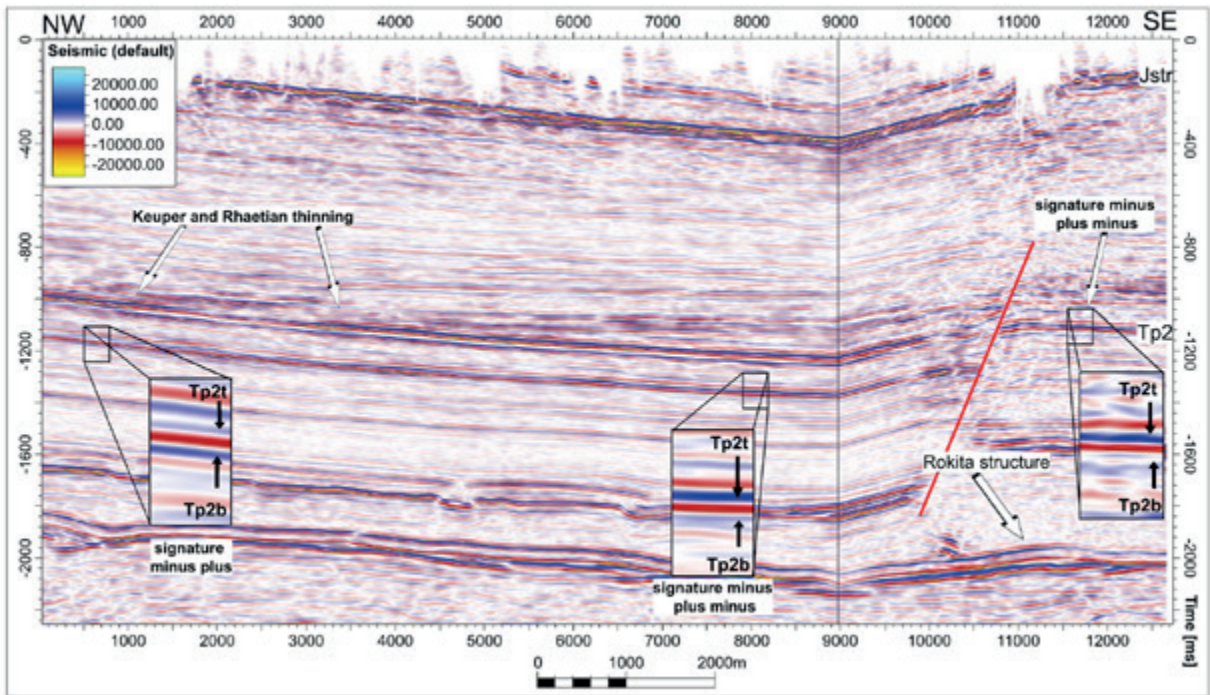 NW
1000 2000 3000 4000 5000 6000 7000 8000 9000 10000 11000 12000
SE
0
-400
-800
-1200
-1600
-2000
Seismic (default)
20000.00
10000.00
0.00
-10000.00
-20000.00
0
Jstr
-400
-800
Tp2
-1200
-1600
-2000
Time [ms]
Keuper and Rhaetian thinning
signature minus
plus minus
Tp2t
Tp2b
signature
minus plus
Tp2t
Tp2b
signature minus
plus minus
Tp2t
Tp2b
Rokita structure
1000 2000 3000 4000 5000 6000 7000 8000 9000 10000 11000 12000
0 1000 2000m